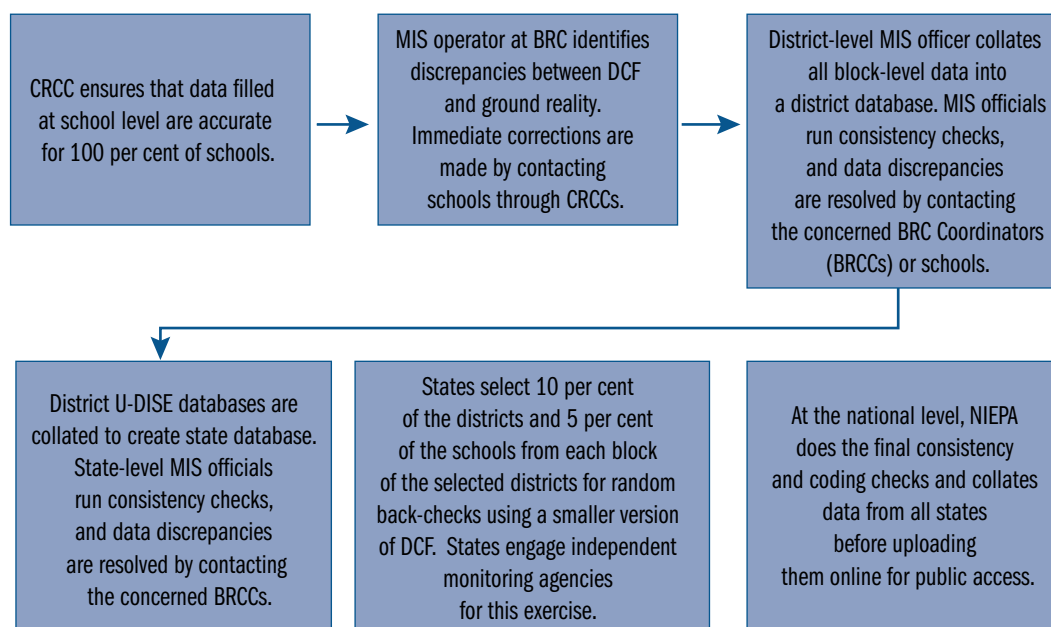 CRCC ensures that data filled
at school level are accurate
for 100 per cent of schools.
MIS operator at BRC identifies
discrepancies between DCF
and ground reality.
Immediate corrections are
made by contacting
schools through CRCCs.
District-level MIS officer collates
all block-level data into
a district database. MIS officials
run consistency checks,
and data discrepancies
are resolved by contacting
the concerned BRC Coordinators
(BRCCs) or schools.
District U-DISE databases are
collated to create state database.
State-level MIS officials
run consistency checks,
and data discrepancies
are resolved by contacting
the concerned BRCCs.
States select 10 per cent
of the districts and 5 per cent
of the schools from each block
of the selected districts for random
back-checks using a smaller version
of DCF. States engage independent
monitoring agencies
for this exercise.
At the national level, NIEPA
does the final consistency
and coding checks and collates
data from all states
before uploading
them online for public access.